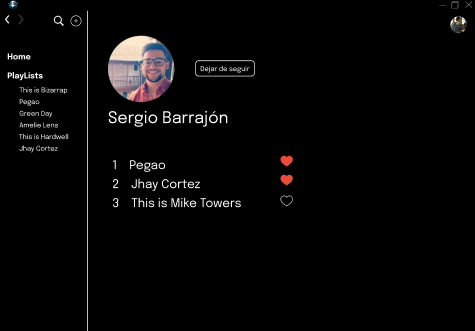 Home
PlayLists
This is Bizarrap
Pegao
Green Day
Amelie Lens
This is Hardwell
Jhay Cortez
Dejar de seguir
Sergio Barrajón
1 Pegao
2 Jhay Cortez
3 This is Mike Towers